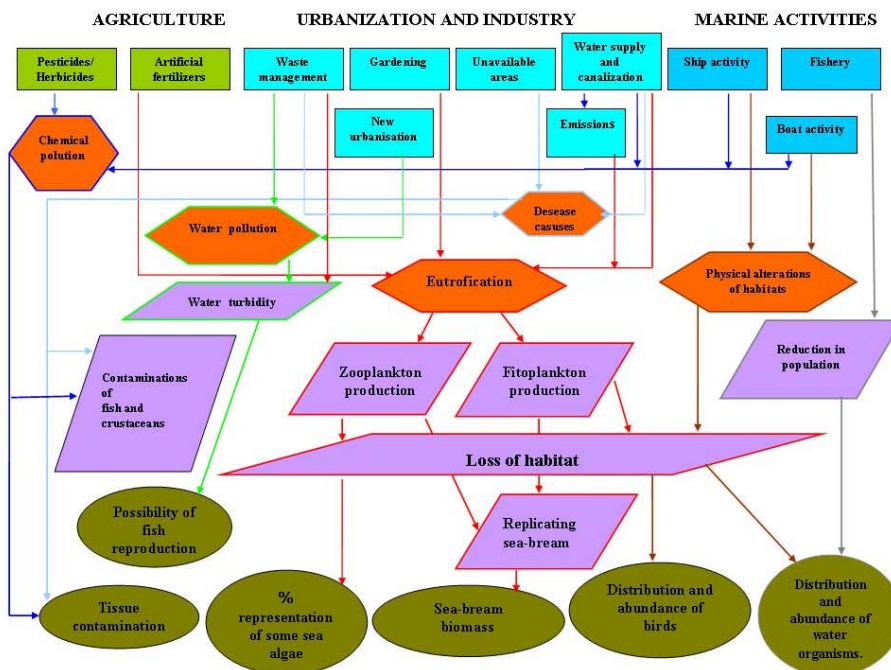 AGRICULTURE
URBANIZATION AND INDUSTRY
MARINE ACTIVITIES
Pesticides/
Herbicides
Artificial
fertilizers
Waste
management
Gardening
Unavailable
areas
Water supply
and
canalization
Ship activity
Fishery
New
urbanisation
Emissions
Boat activity
Chemical
polution
Water pollution
Desease
casuses
Eutrofication
Physical alterations
of habitats
Water turbidity
Contaminations
of
fish and
crustaceans
Zooplankton
production
Fitoplankton
production
Reduction in
population
Loss of habitat
Possibility of
fish
reproduction
Replicating
sea-bream
Tissue
contamination
%
representation
of some sea
algae
Sea-bream
biomass
Distribution and
abundance of
birds
Distribution
and
abundance of
water
organisms.